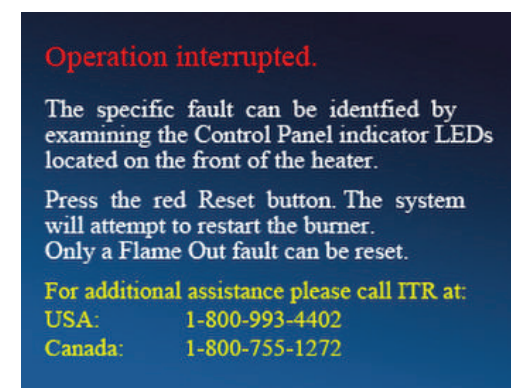 Operation interrupted.
The specific fault can be identfied by
examining the Control Panel indicator LEDs
located on the front of the heater.
Press the red Reset button. The system
will attempt to restart the burner.
Only a Flame Out fault can be reset.
For additional assistance please call ITR at:
USA: 1-800-993-4402
Canada: 1-800-755-1272